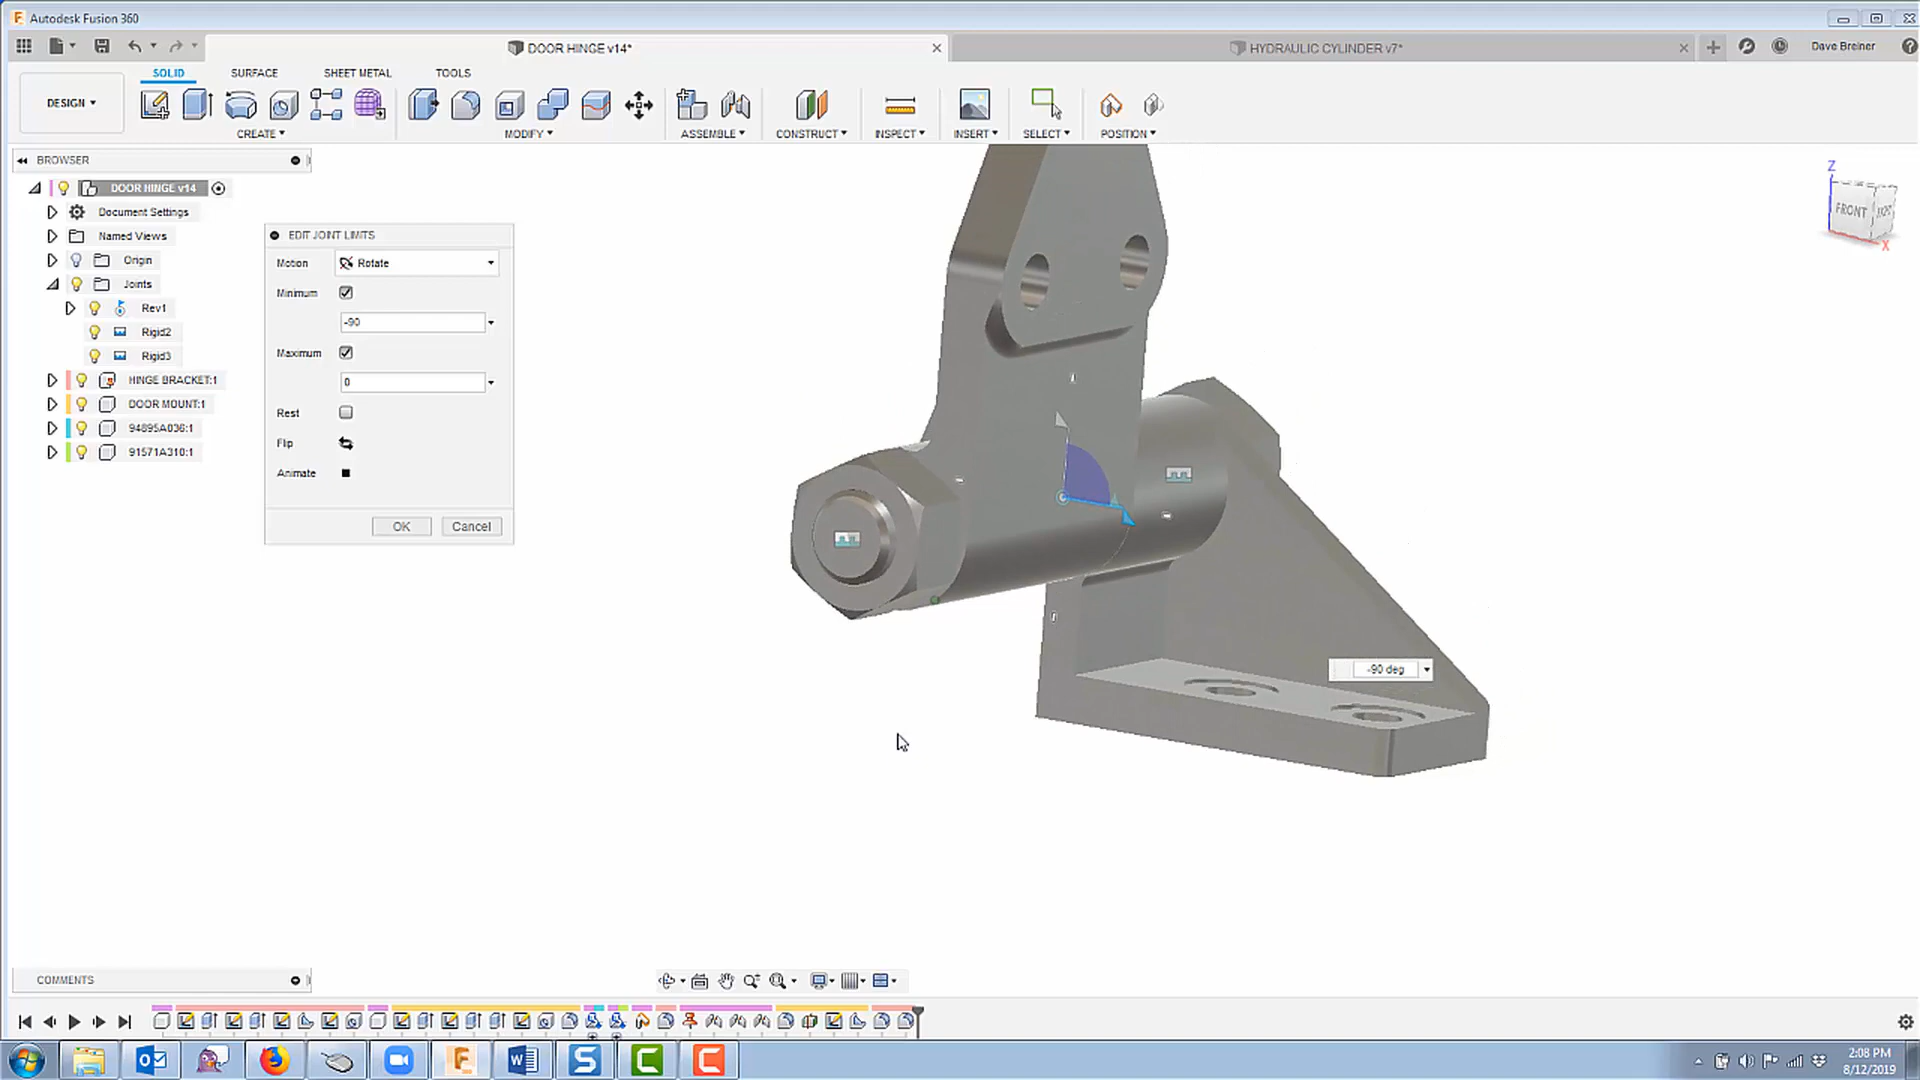 Autodesk Fusion 360
DOOR HINGE v14*
HYDRAULIC CYLINDER v7*
Dave Breiner
SOLID SURFACE SHEET METAL TOOLS
DESIGN
CREATE MODIFY ASSEMBLE CONSTRUCT INSPECT INSERT SELECT POSITION
BROWSER
DOOR HINGE v14
Document Settings
Named Views
Origin
Joints
Rev1
Rigid2
Rigid3
HINGE BRACKET:1
DOOR MOUNT:1
94895A036:1
91571A310:1
EDIT JOINT LIMITS
Motion Rotate
Minimum
-90
Maximum
0
Rest
Flip
Animate
OK Cancel
Z
FRONT
X
-90 deg
COMMENTS
2:08 PM
8/12/2019